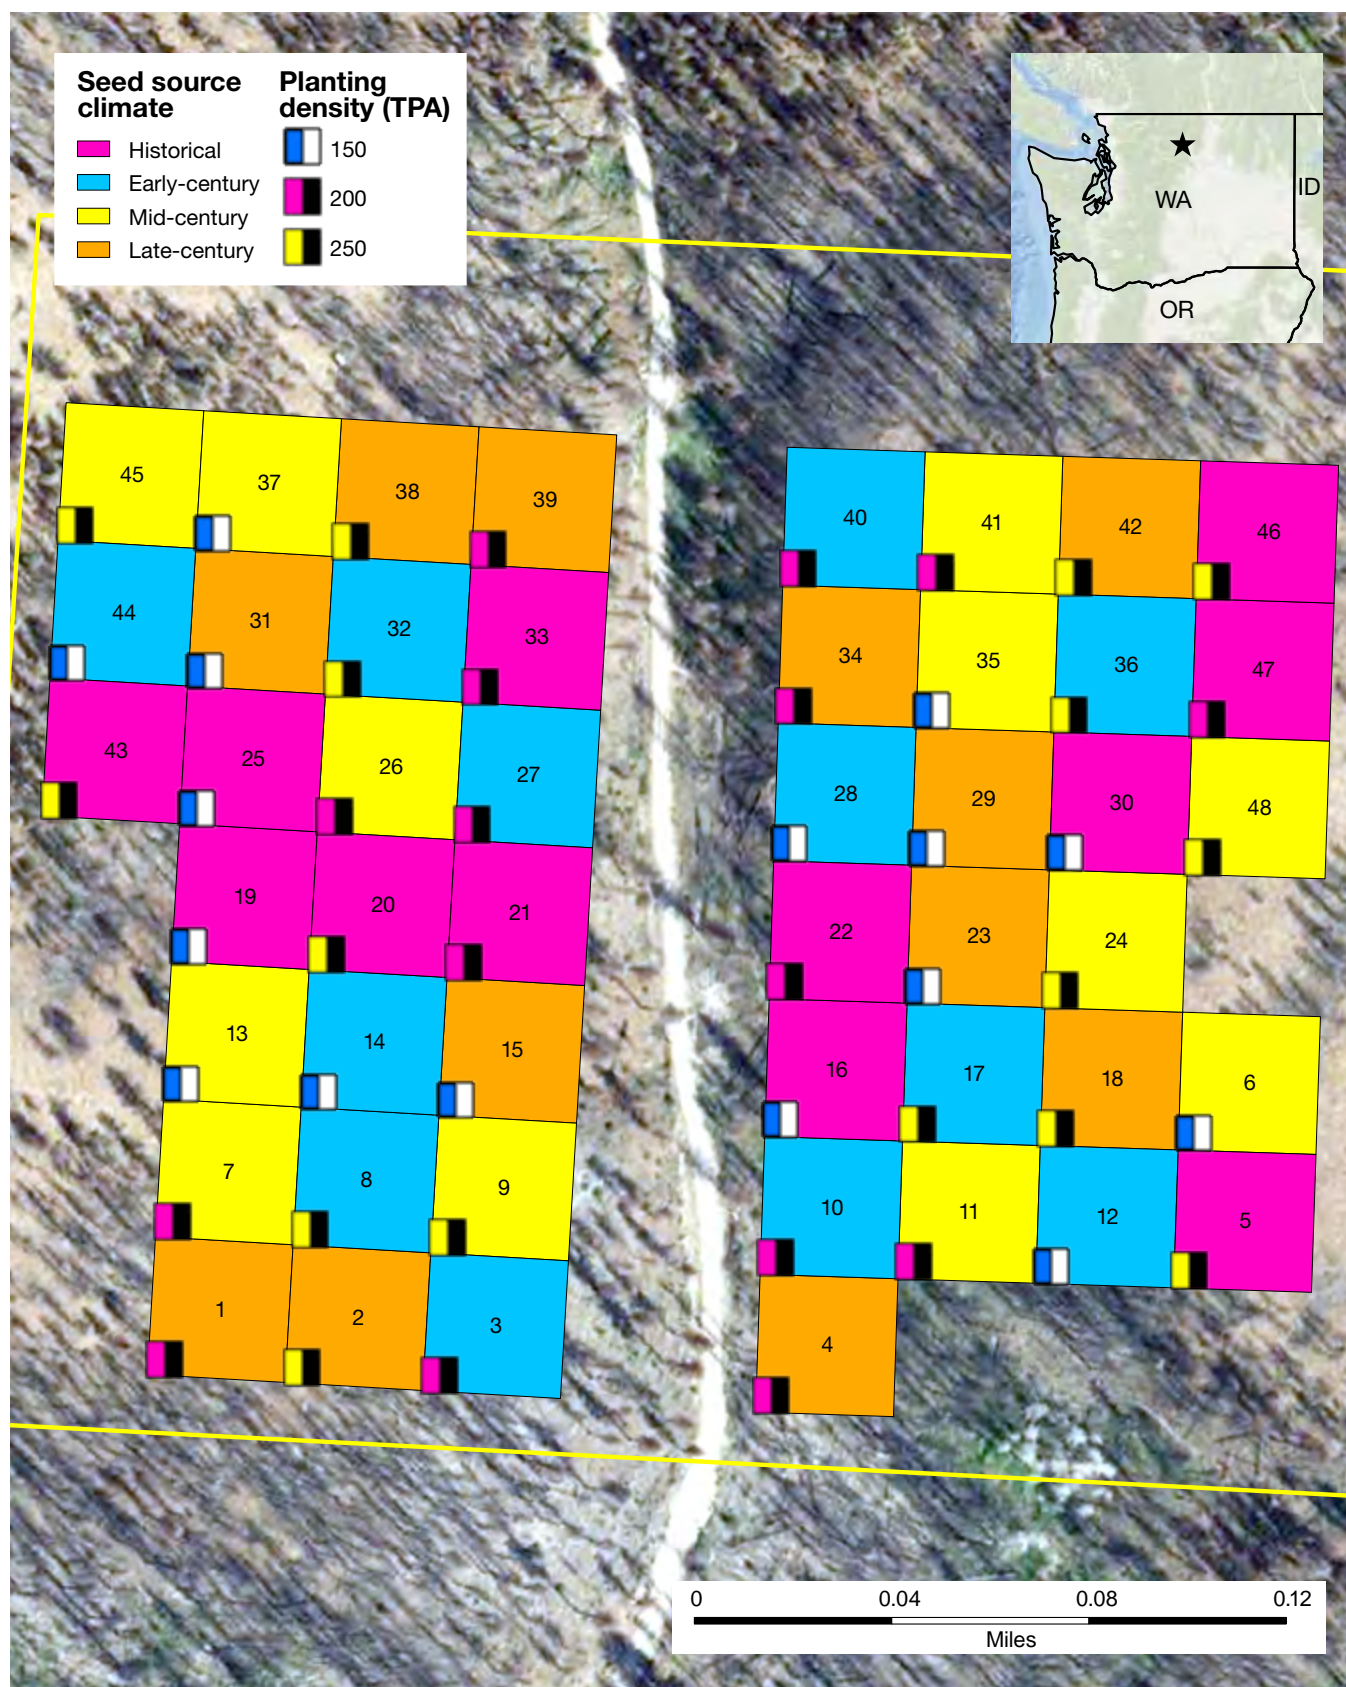 Seed source
climate
Historical
Early-century
Mid-century
Late-century
Planting
density (TPA)
150
200
250
WA
ID
OR
45 37 38 39
44 31 32 33
43 25 26 27
19 20 21
13 14 15
7 8 9
1 2 3
40 41 42 46
34 35 36 47
28 29 30 48
22 23 24
16 17 18 6
10 11 12 5
4
0 0.04 0.08 0.12
Miles